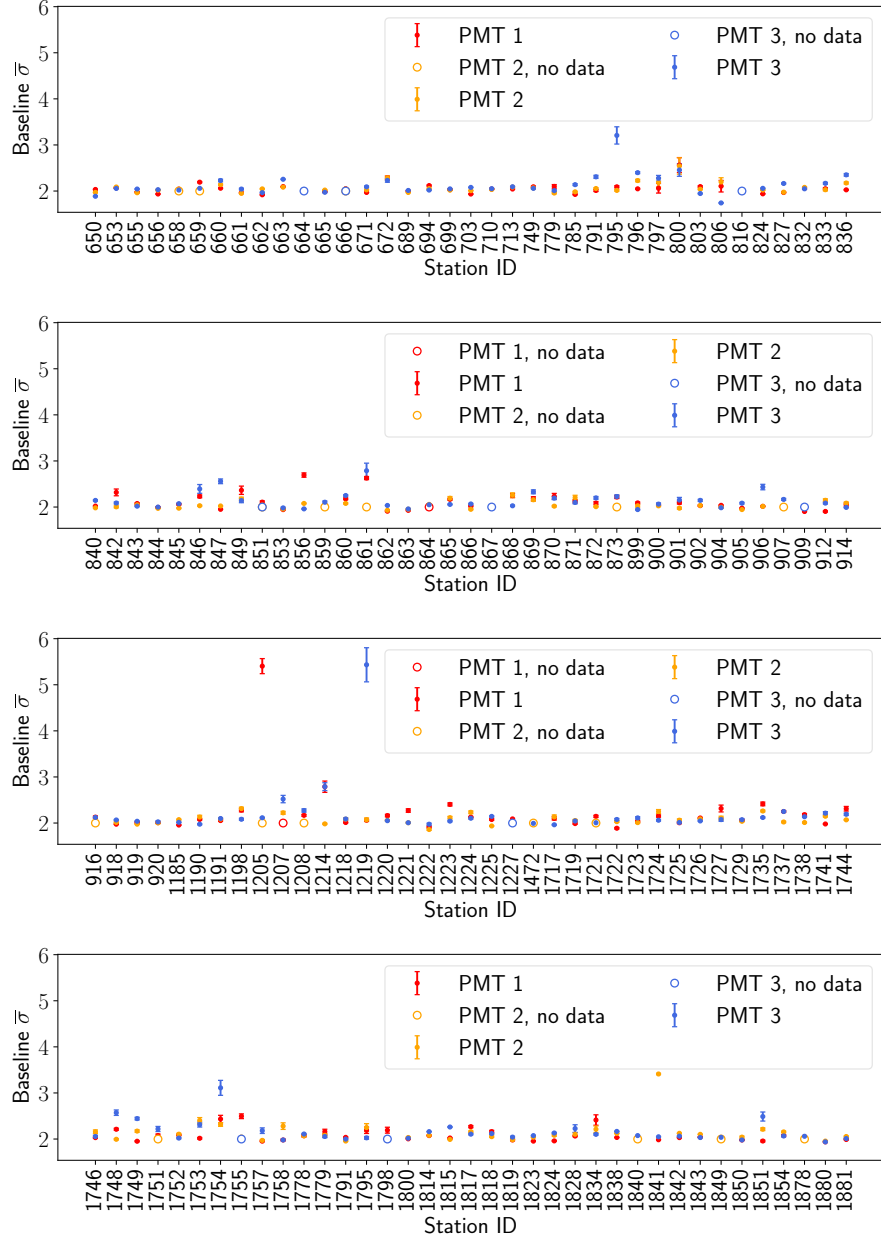 6
5
4
3
2
Baseline σ̅
PMT 1
PMT 2, no data
PMT 2
PMT 3, no data
PMT 3
650 653 655 656 658 659 660 661 662 663 664 665 666 671 672 689 694 699 703 710 713 749 779 785 791 795 796 797 800 803 806 816 824 827 832 833 836
Station ID
6
5
4
3
2
Baseline σ̅
PMT 1, no data
PMT 1
PMT 2, no data
PMT 2
PMT 3, no data
PMT 3
840 842 843 844 845 846 847 849 851 853 856 859 860 861 862 863 864 865 866 867 868 869 870 871 872 873 899 900 901 902 904 905 906 907 909 912 914
Station ID
6
5
4
3
2
Baseline σ̅
PMT 1, no data
PMT 1
PMT 2, no data
PMT 2
PMT 3, no data
PMT 3
916 918 919 920 1185 1190 1191 1198 1205 1207 1208 1214 1218 1219 1220 1221 1222 1223 1224 1225 1227 1472 1717 1719 1721 1722 1723 1724 1725 1726 1727 1729 1735 1737 1738 1741 1744
Station ID
6
5
4
3
2
Baseline σ̅
PMT 1
PMT 2, no data
PMT 2
PMT 3, no data
PMT 3
1746 1748 1749 1751 1752 1753 1754 1755 1757 1758 1778 1779 1791 1795 1798 1800 1814 1815 1817 1818 1819 1823 1824 1828 1834 1836 1840 1841 1842 1843 1849 1850 1851 1854 1878 1880 1881
Station ID